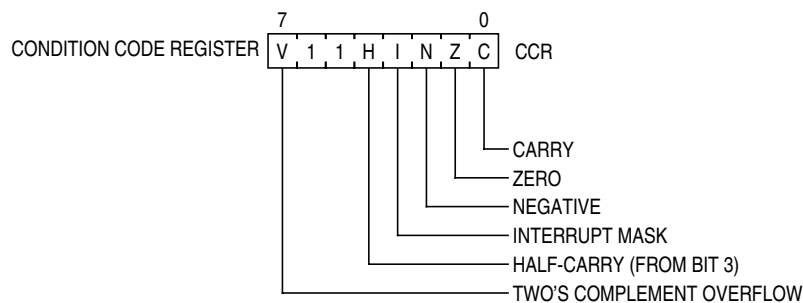 7 0
CONDITION CODE REGISTER V 1 1 H I N Z C CCR
CARRY
ZERO
NEGATIVE
INTERRUPT MASK
HALF-CARRY (FROM BIT 3)
TWO'S COMPLEMENT OVERFLOW